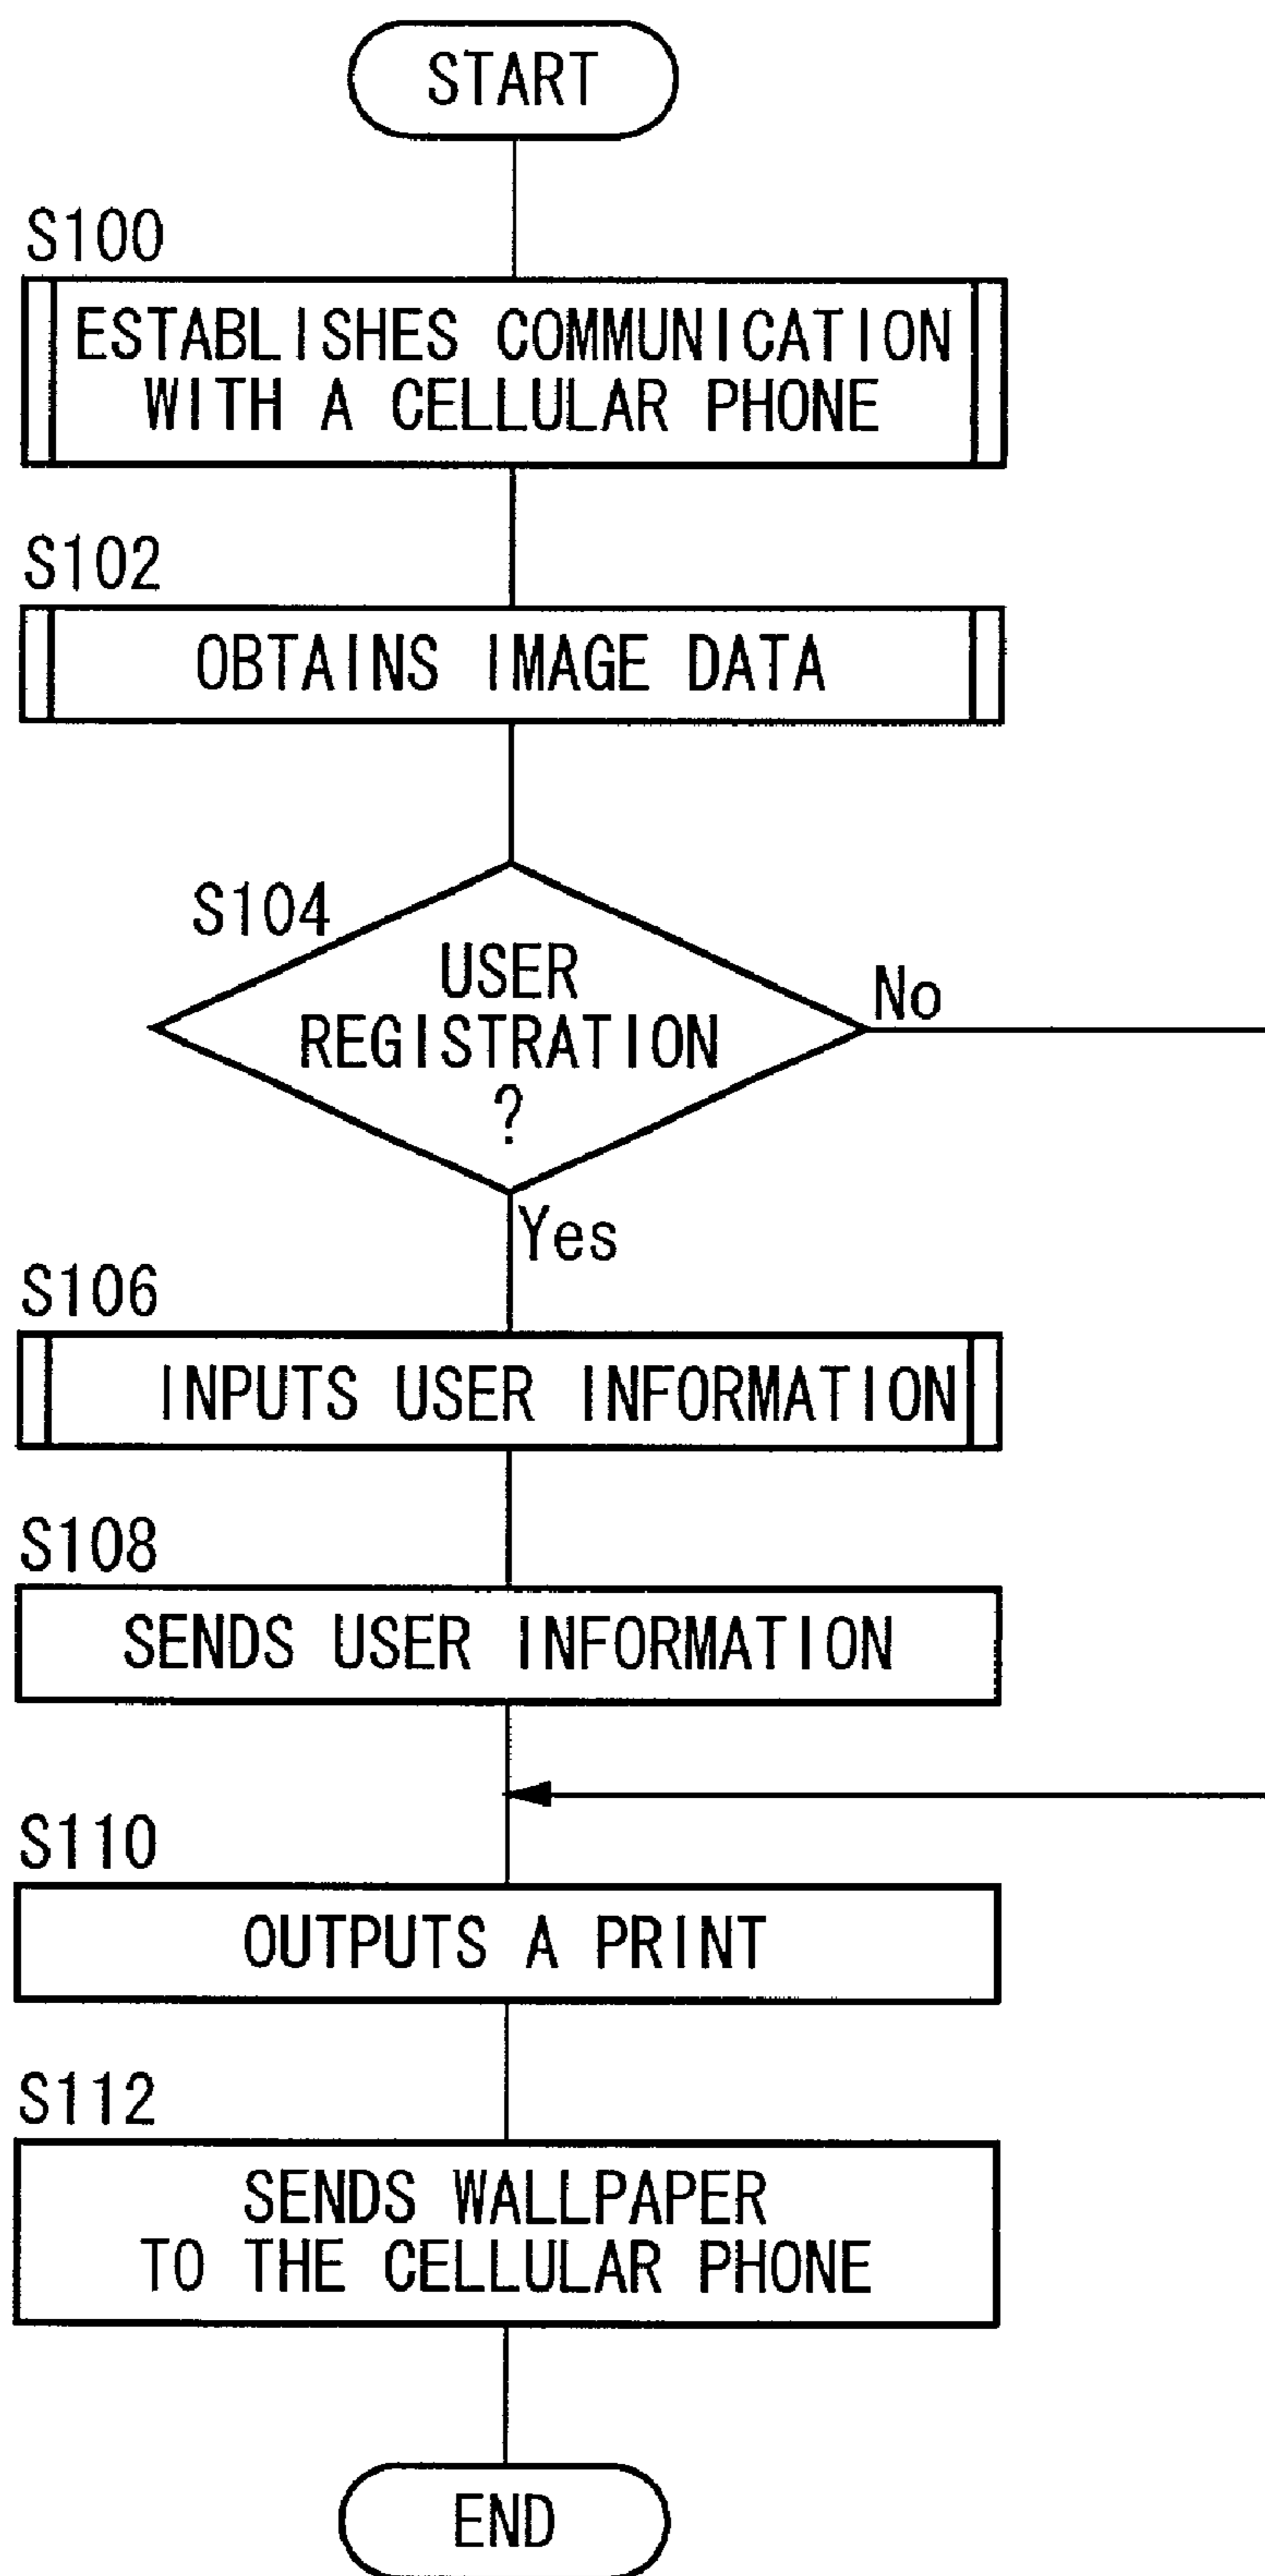 START
S100
ESTABLISHES COMMUNICATION
WITH A CELLULAR PHONE
S102
OBTAINS IMAGE DATA
S104
USER
REGISTRATION
?
No
Yes
S106
INPUTS USER INFORMATION
S108
SENDS USER INFORMATION
S110
OUTPUTS A PRINT
S112
SENDS WALLPAPER
TO THE CELLULAR PHONE
END